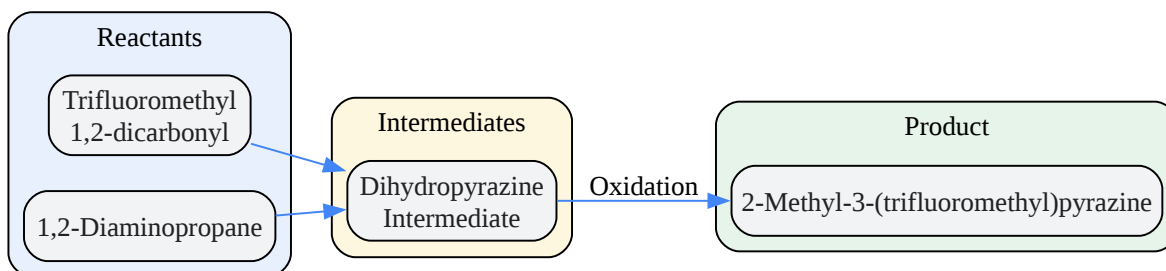 Reactants
Trifluoromethyl
1,2-dicarbonyl
1,2-Diaminopropane
Intermediates
Dihydropyrazine
Intermediate
Oxidation
Product
2-Methyl-3-(trifluoromethyl)pyrazine